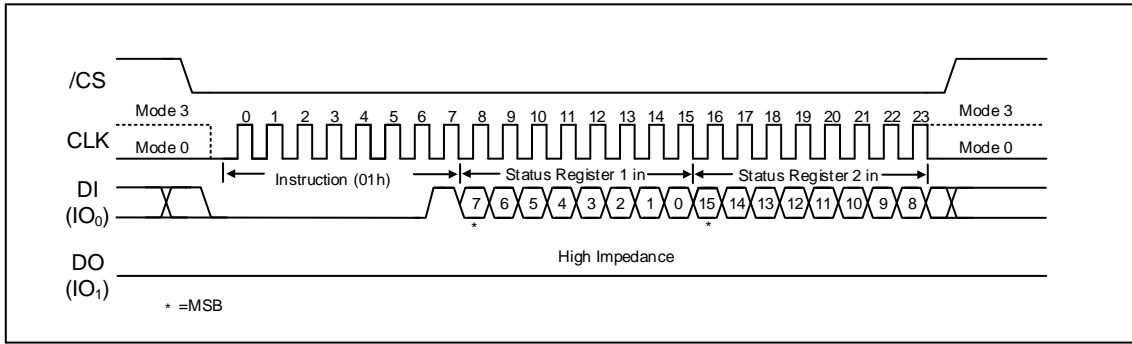 /CS
Mode 3 0 1 2 3 4 5 6 7 8 9 10 11 12 13 14 15 16 17 18 19 20 21 22 23 Mode 3
CLK
Mode 0 Mode 0
Instruction (01h) Status Register 1 in Status Register 2 in
DI
(IO₀) 7 6 5 4 3 2 1 0 15 14 13 12 11 10 9 8
* *
High Impedance
DO
(IO₁)
* =MSB